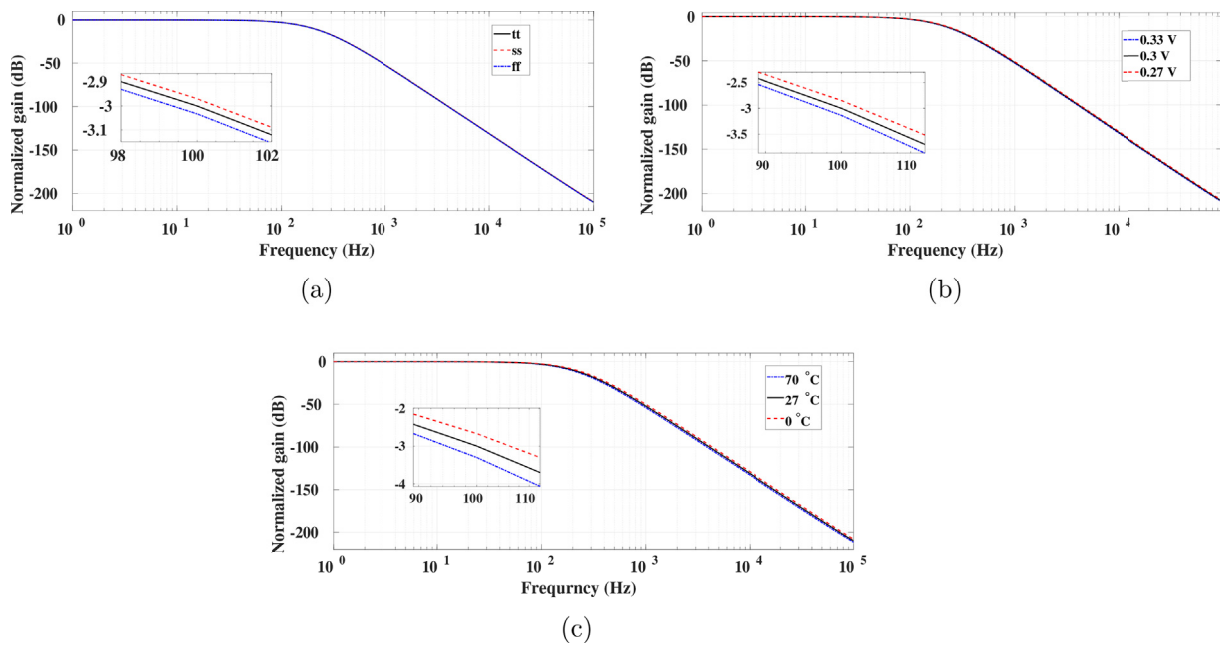 0
-50
-100
-150
-200
Normalized gain (dB)
tt
ss
ff
-2.9
-3
-3.1
98 100 102
10^0 10^1 10^2 10^3 10^4 10^5
Frequency (Hz)
(a)
0
-50
-100
-150
-200
Normalized gain (dB)
0.33 V
0.3 V
0.27 V
-2.5
-3
-3.5
90 100 110
10^0 10^1 10^2 10^3 10^4
Frequency (Hz)
(b)
0
-50
-100
-150
-200
Normalized gain (dB)
70 °C
27 °C
0 °C
-2
-3
-4
90 100 110
10^0 10^1 10^2 10^3 10^4 10^5
Frequrncy (Hz)
(c)